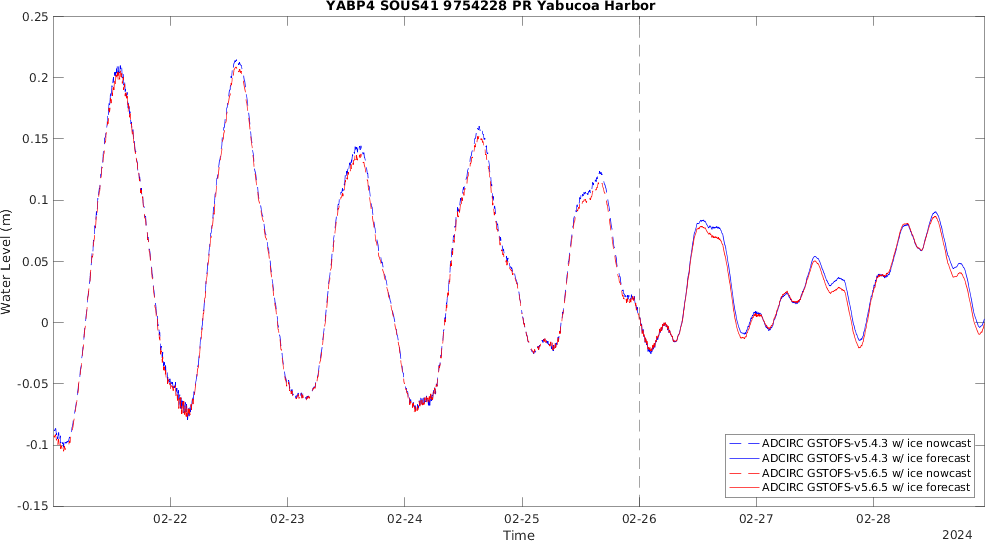 YABP4 SOUS41 9754228 PR Yabucoa Harbor
0.25
0.2
0.15
0.1
0.05
0
-0.05
-0.1
-0.15
Water Level (m)
ADCIRC GSTOFS-v5.4.3 w/ ice nowcast
ADCIRC GSTOFS-v5.4.3 w/ ice forecast
ADCIRC GSTOFS-v5.6.5 w/ ice nowcast
ADCIRC GSTOFS-v5.6.5 w/ ice forecast
02-22 02-23 02-24 02-25 02-26 02-27 02-28
Time
2024